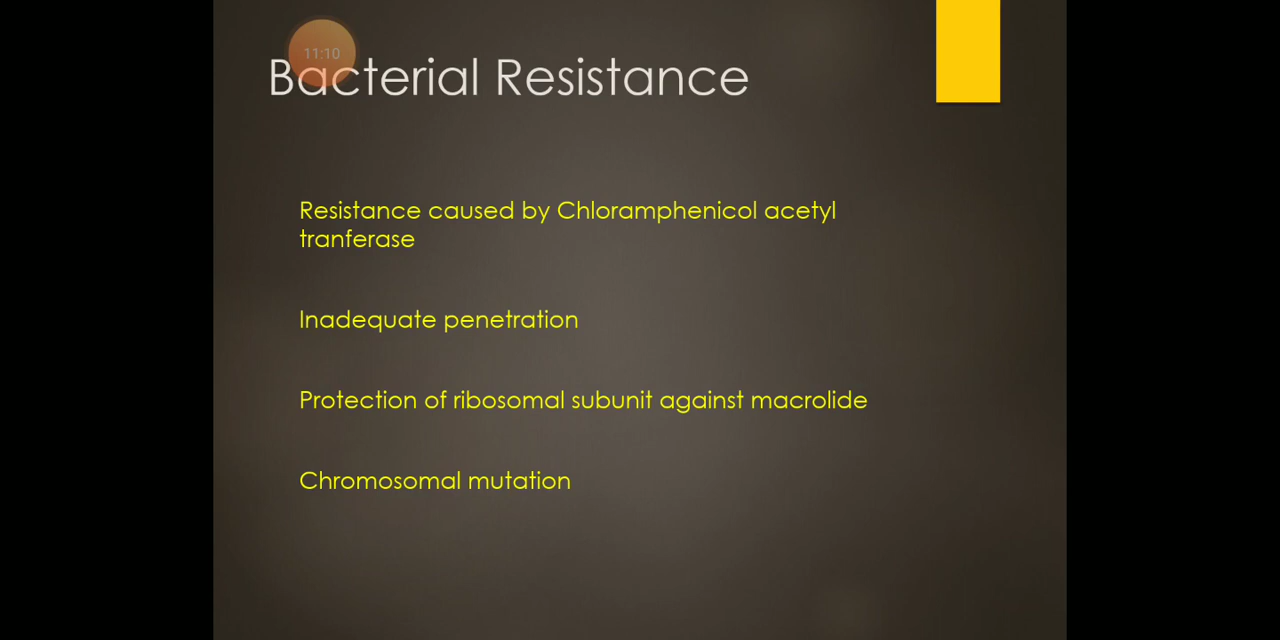 11:10
Bacterial Resistance
Resistance caused by Chloramphenicol acetyl
tranferase
Inadequate penetration
Protection of ribosomal subunit against macrolide
Chromosomal mutation